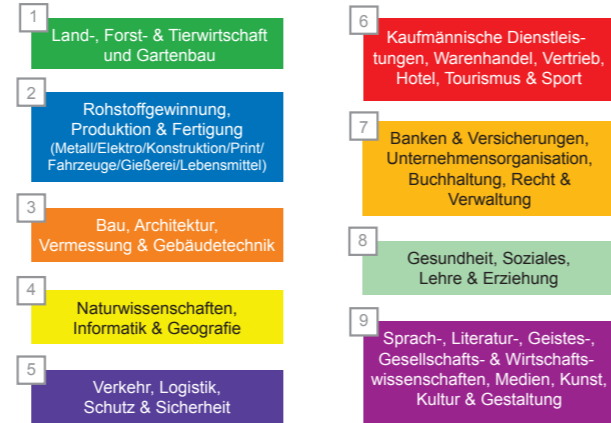 1
Land-, Forst- & Tierwirtschaft
und Gartenbau
2
Rohstoffgewinnung,
Produktion & Fertigung
(Metall/Elektro/Konstruktion/Print/
Fahrzeuge/Gießerei/Lebensmittel)
3
Bau, Architektur,
Vermessung & Gebäudetechnik
4
Naturwissenschaften,
Informatik & Geografie
5
Verkehr, Logistik,
Schutz & Sicherheit
6
Kaufmännische Dienstleis-
tungen, Warenhandel, Vertrieb,
Hotel, Tourismus & Sport
7
Banken & Versicherungen,
Unternehmensorganisation,
Buchhaltung, Recht &
Verwaltung
8
Gesundheit, Soziales,
Lehre & Erziehung
9
Sprach-, Literatur-, Geistes-,
Gesellschafts- & Wirtschafts-
wissenschaften, Medien, Kunst,
Kultur & Gestaltung